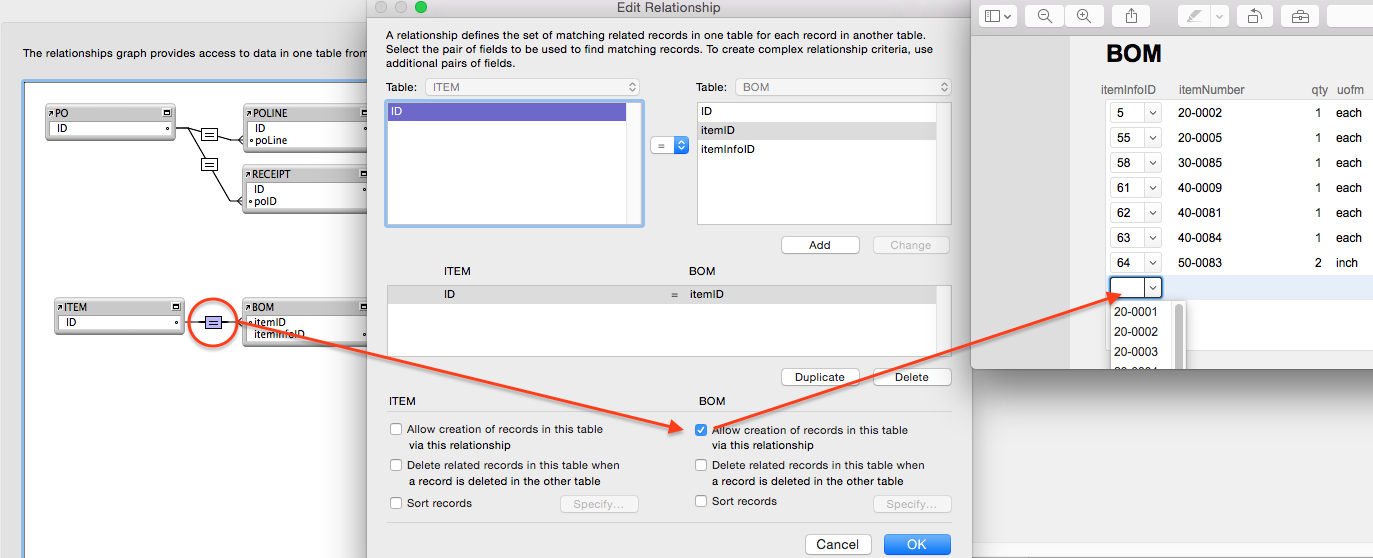 The relationships graph provides access to data in one table from
PO
ID
POLINE
ID
poLine
RECEIPT
ID
poID
ITEM
ID
BOM
itemID
itemInfoID
Edit Relationship
A relationship defines the set of matching related records in one table for each record in another table.
Select the pair of fields to be used to find matching records. To create complex relationship criteria, use
additional pairs of fields.
Table: ITEM
Table: BOM
ID
=
ID
itemID
itemInfoID
Add
Change
ITEM BOM
ID = itemID
Duplicate
Delete
ITEM
Allow creation of records in this table
via this relationship
Delete related records in this table when
a record is deleted in the other table
Sort records
Specify...
BOM
Allow creation of records in this table
via this relationship
Delete related records in this table when
a record is deleted in the other table
Sort records
Specify...
Cancel
OK
BOM
itemInfoID itemNumber qty uofm
5 20-0002 1 each
55 20-0005 1 each
58 30-0085 1 each
61 40-0009 1 each
62 40-0081 1 each
63 40-0084 1 each
64 50-0083 2 inch
20-0001
20-0002
20-0003